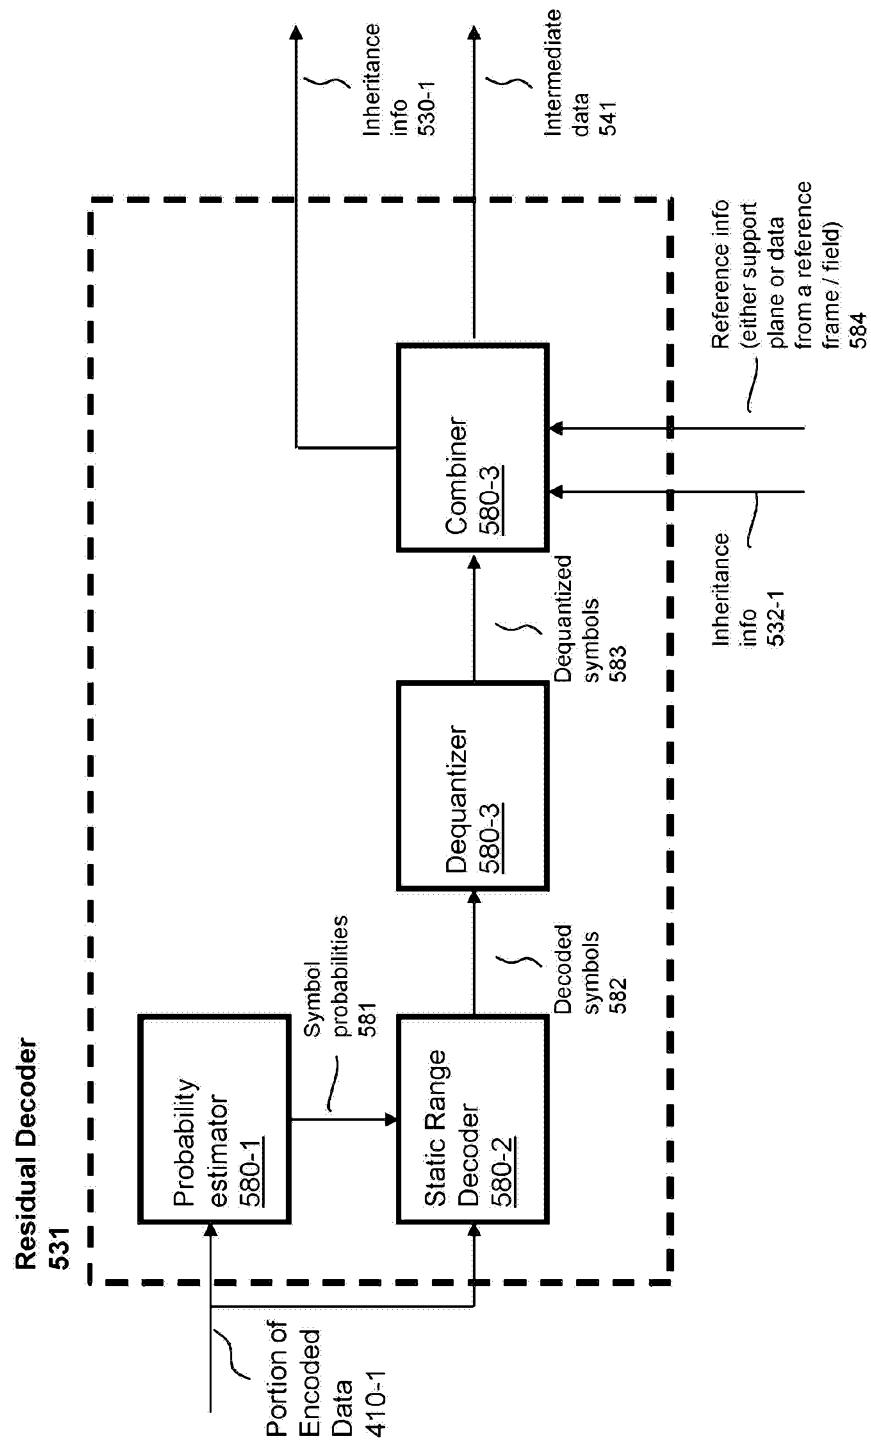 Residual Decoder
531
Portion of
Encoded
Data
410-1
Probability
estimator
580-1
Symbol
probabilities
581
Static Range
Decoder
580-2
Decoded
symbols
582
Dequantizer
580-3
Dequantized
symbols
583
Combiner
580-3
Inheritance
info
532-1
Reference info
(either support
plane or data
from a reference
frame / field)
584
Inheritance
info
530-1
Intermediate
data
541